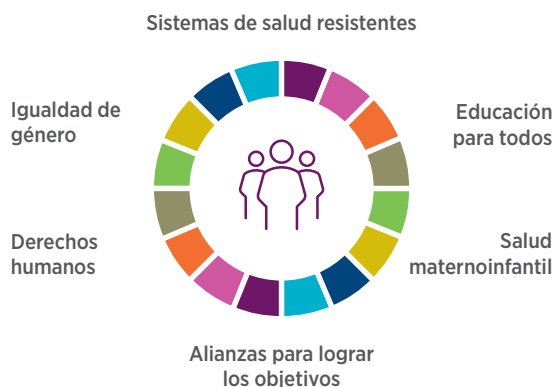 Sistemas de salud resistentes
Igualdad de
género
Educación
para todos
Derechos
humanos
Salud
maternoinfantil
Alianzas para lograr
los objetivos